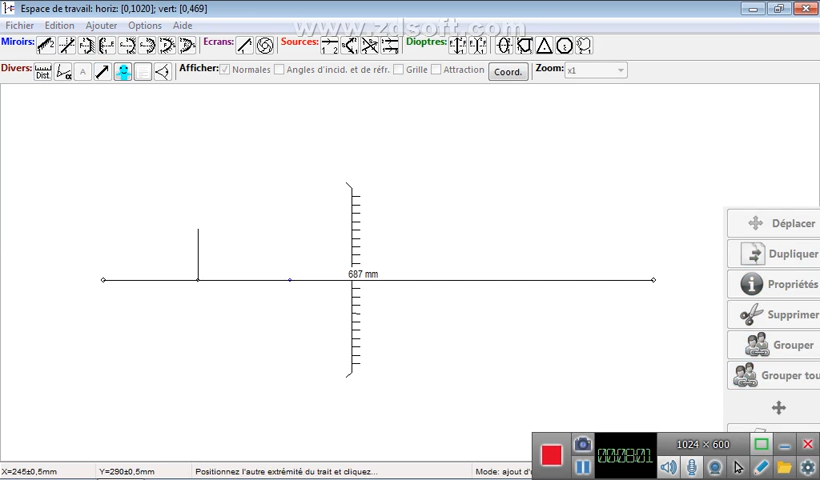 Espace de travail: horiz: [0,1020]; vert: [0,469]
www.zdsoft.com
Fichier Edition Ajouter Options Aide
Miroirs: Ecrans: Sources: Dioptres:
Divers: Dist. α A Afficher: Normales Angles d'incid. et de réfr. Grille Attraction Coord. Zoom: x1
687 mm
Déplacer
Dupliquer
Propriétés
Supprimer
Grouper
Grouper tou
1024 × 600
00:08:01
X=245±0,5mm Y=290±0,5mm Positionnez l'autre extrémité du trait et cliquez... Mode: ajout d'u